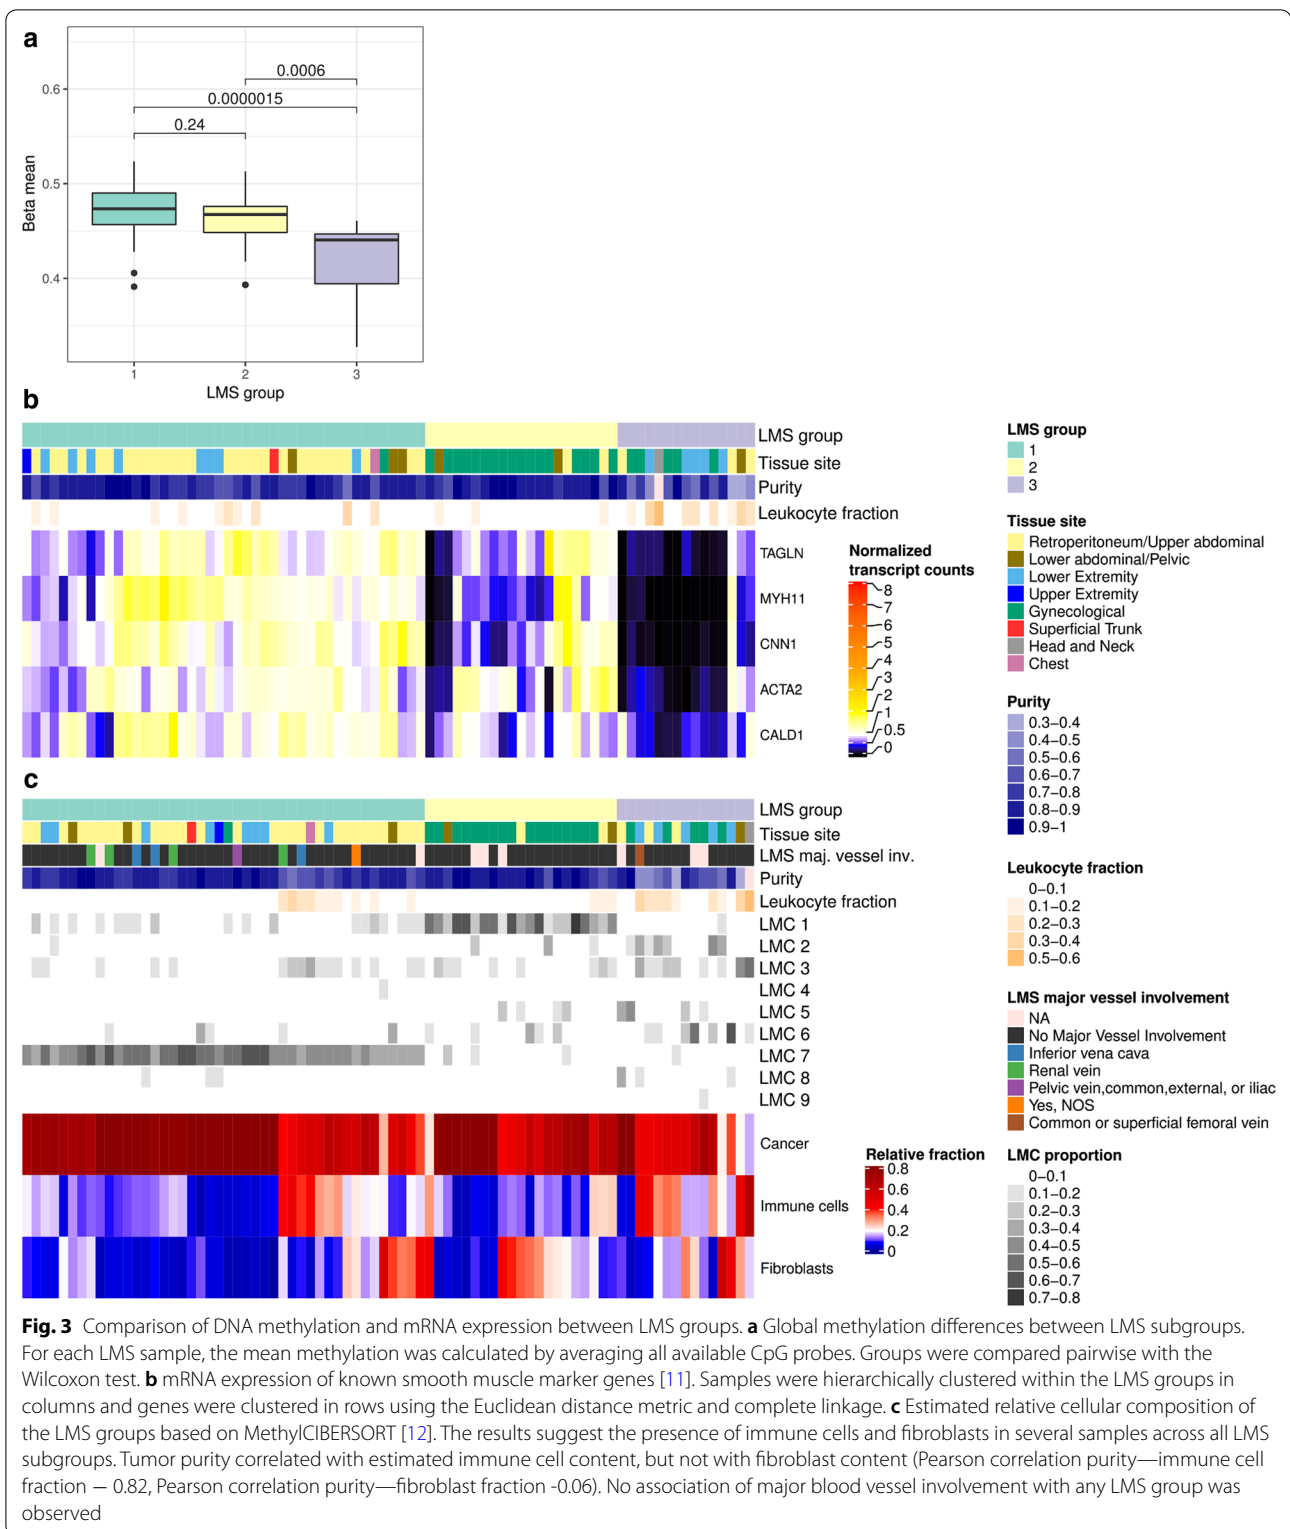 a
0.6
0.5
0.4
Beta mean
0.0006
0.0000015
0.24
1
2
3
LMS group
b
LMS group
Tissue site
Purity
Leukocyte fraction
TAGLN
MYH11
CNN1
ACTA2
CALD1
Normalized
transcript counts
8
7
6
5
4
3
2
1
0.5
0
LMS group
1
2
3
Tissue site
Retroperitoneum/Upper abdominal
Lower abdominal/Pelvic
Lower Extremity
Upper Extremity
Gynecological
Superficial Trunk
Head and Neck
Chest
Purity
0.3−0.4
0.4−0.5
0.5−0.6
0.6−0.7
0.7−0.8
0.8−0.9
0.9−1
Leukocyte fraction
0−0.1
0.1−0.2
0.2−0.3
0.3−0.4
0.5−0.6
LMS major vessel involvement
NA
No Major Vessel Involvement
Inferior vena cava
Renal vein
Pelvic vein,common,external, or iliac
Yes, NOS
Common or superficial femoral vein
LMC proportion
0−0.1
0.1−0.2
0.2−0.3
0.3−0.4
0.4−0.5
0.5−0.6
0.6−0.7
0.7−0.8
c
LMS group
Tissue site
LMS maj. vessel inv.
Purity
Leukocyte fraction
LMC 1
LMC 2
LMC 3
LMC 4
LMC 5
LMC 6
LMC 7
LMC 8
LMC 9
Cancer
Immune cells
Fibroblasts
Relative fraction
0.8
0.6
0.4
0.2
0
Fig. 3 Comparison of DNA methylation and mRNA expression between LMS groups. a Global methylation differences between LMS subgroups.
For each LMS sample, the mean methylation was calculated by averaging all available CpG probes. Groups were compared pairwise with the
Wilcoxon test. b mRNA expression of known smooth muscle marker genes [11]. Samples were hierarchically clustered within the LMS groups in
columns and genes were clustered in rows using the Euclidean distance metric and complete linkage. c Estimated relative cellular composition of
the LMS groups based on MethylCIBERSORT [12]. The results suggest the presence of immune cells and fibroblasts in several samples across all LMS
subgroups. Tumor purity correlated with estimated immune cell content, but not with fibroblast content (Pearson correlation purity—immune cell
fraction − 0.82, Pearson correlation purity—fibroblast fraction -0.06). No association of major blood vessel involvement with any LMS group was
observed